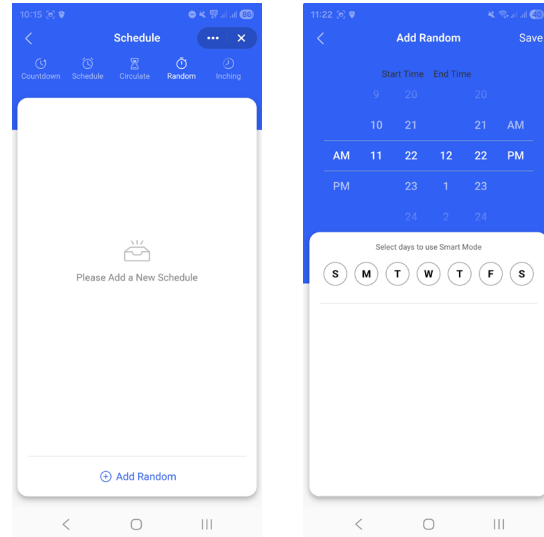 10:15
86
Schedule
Countdown Schedule Circulate Random Inching
Please Add a New Schedule
Add Random
11:22
40
Add Random
Save
Start Time End Time
9 20 20
10 21 21 AM
AM 11 22 12 22 PM
PM 23 1 23
24 2 24
Select days to use Smart Mode
S M T W T F S